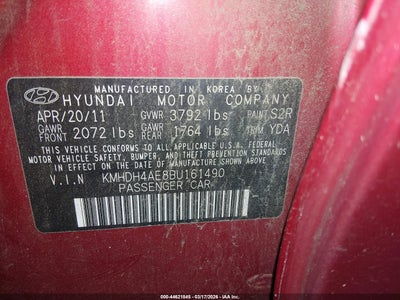 MANUFACTURED IN KOREA BY
HYUNDAI MOTOR COMPANY
APR/20/11 GVWR 3792 lbs PAINT S2R
GAWR FRONT 2072 lbs GAWR REAR 1764 lbs TRIM YDA
THIS VEHICLE CONFORMS TO ALL APPLICABLE U.S. FEDERAL
MOTOR VEHICLE SAFETY, BUMPER, AND THEFT PREVENTION
STANDARDS IN EFFECT ON THE DATE OF MANUFACTURE SHOWN
ABOVE.
V.I.N KMHDH4AE8BU161490
PASSENGER CAR
000-44621845 - 03/17/2026 - IAA, Inc.